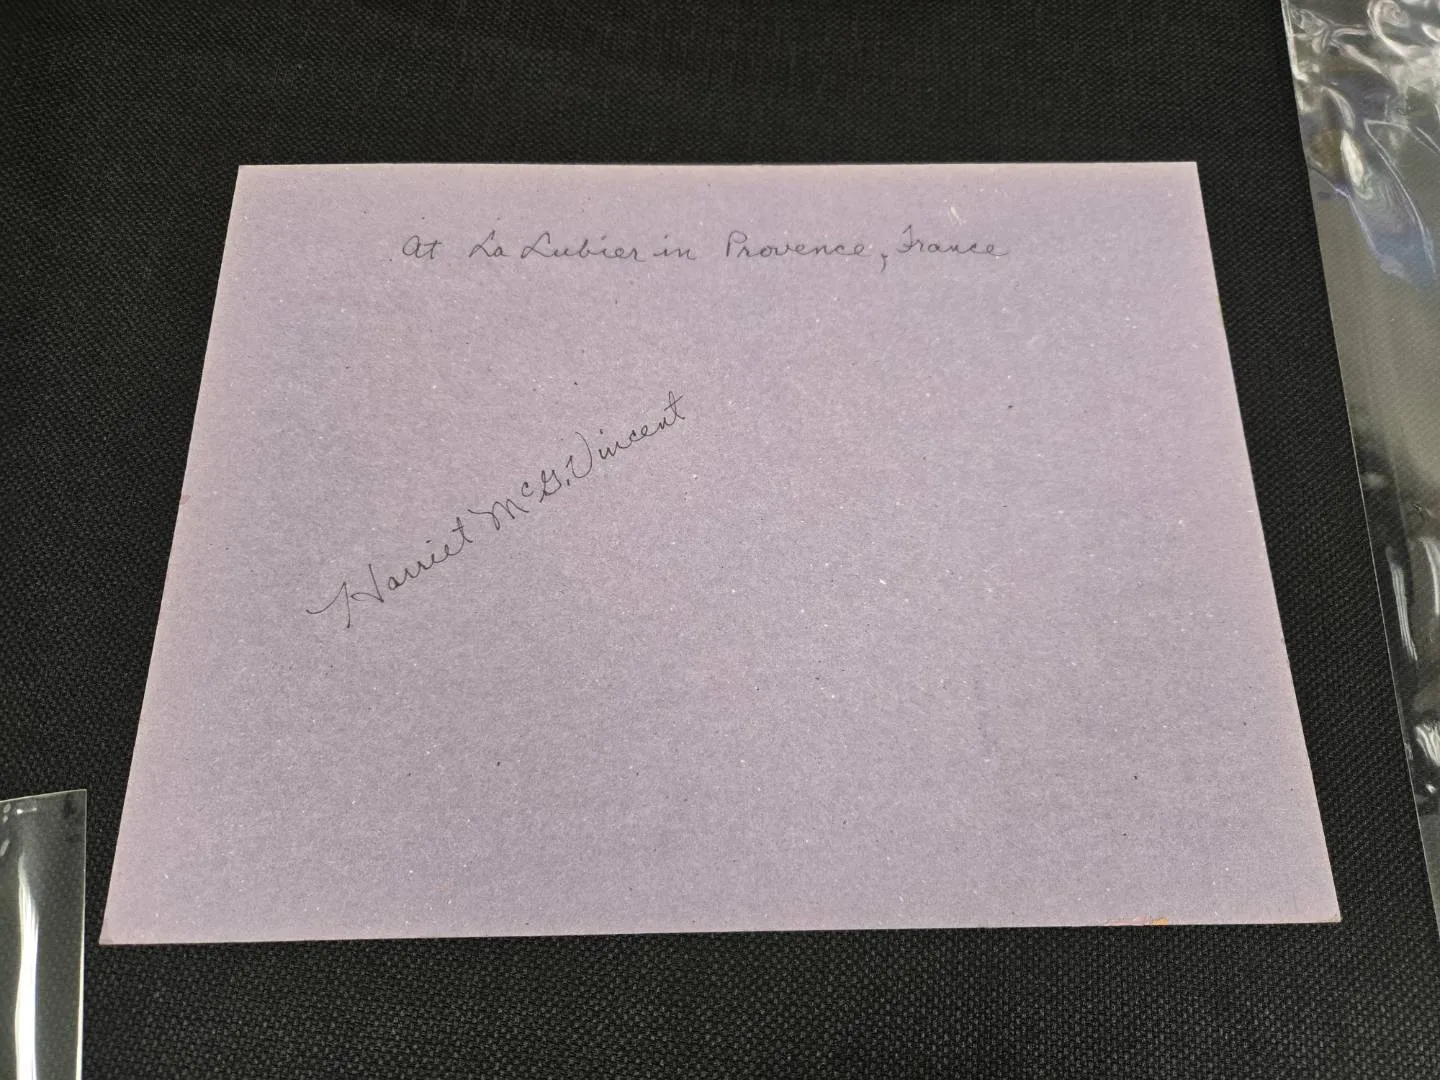 At La Lubier in Provence, France
Harriet McG. Vincent